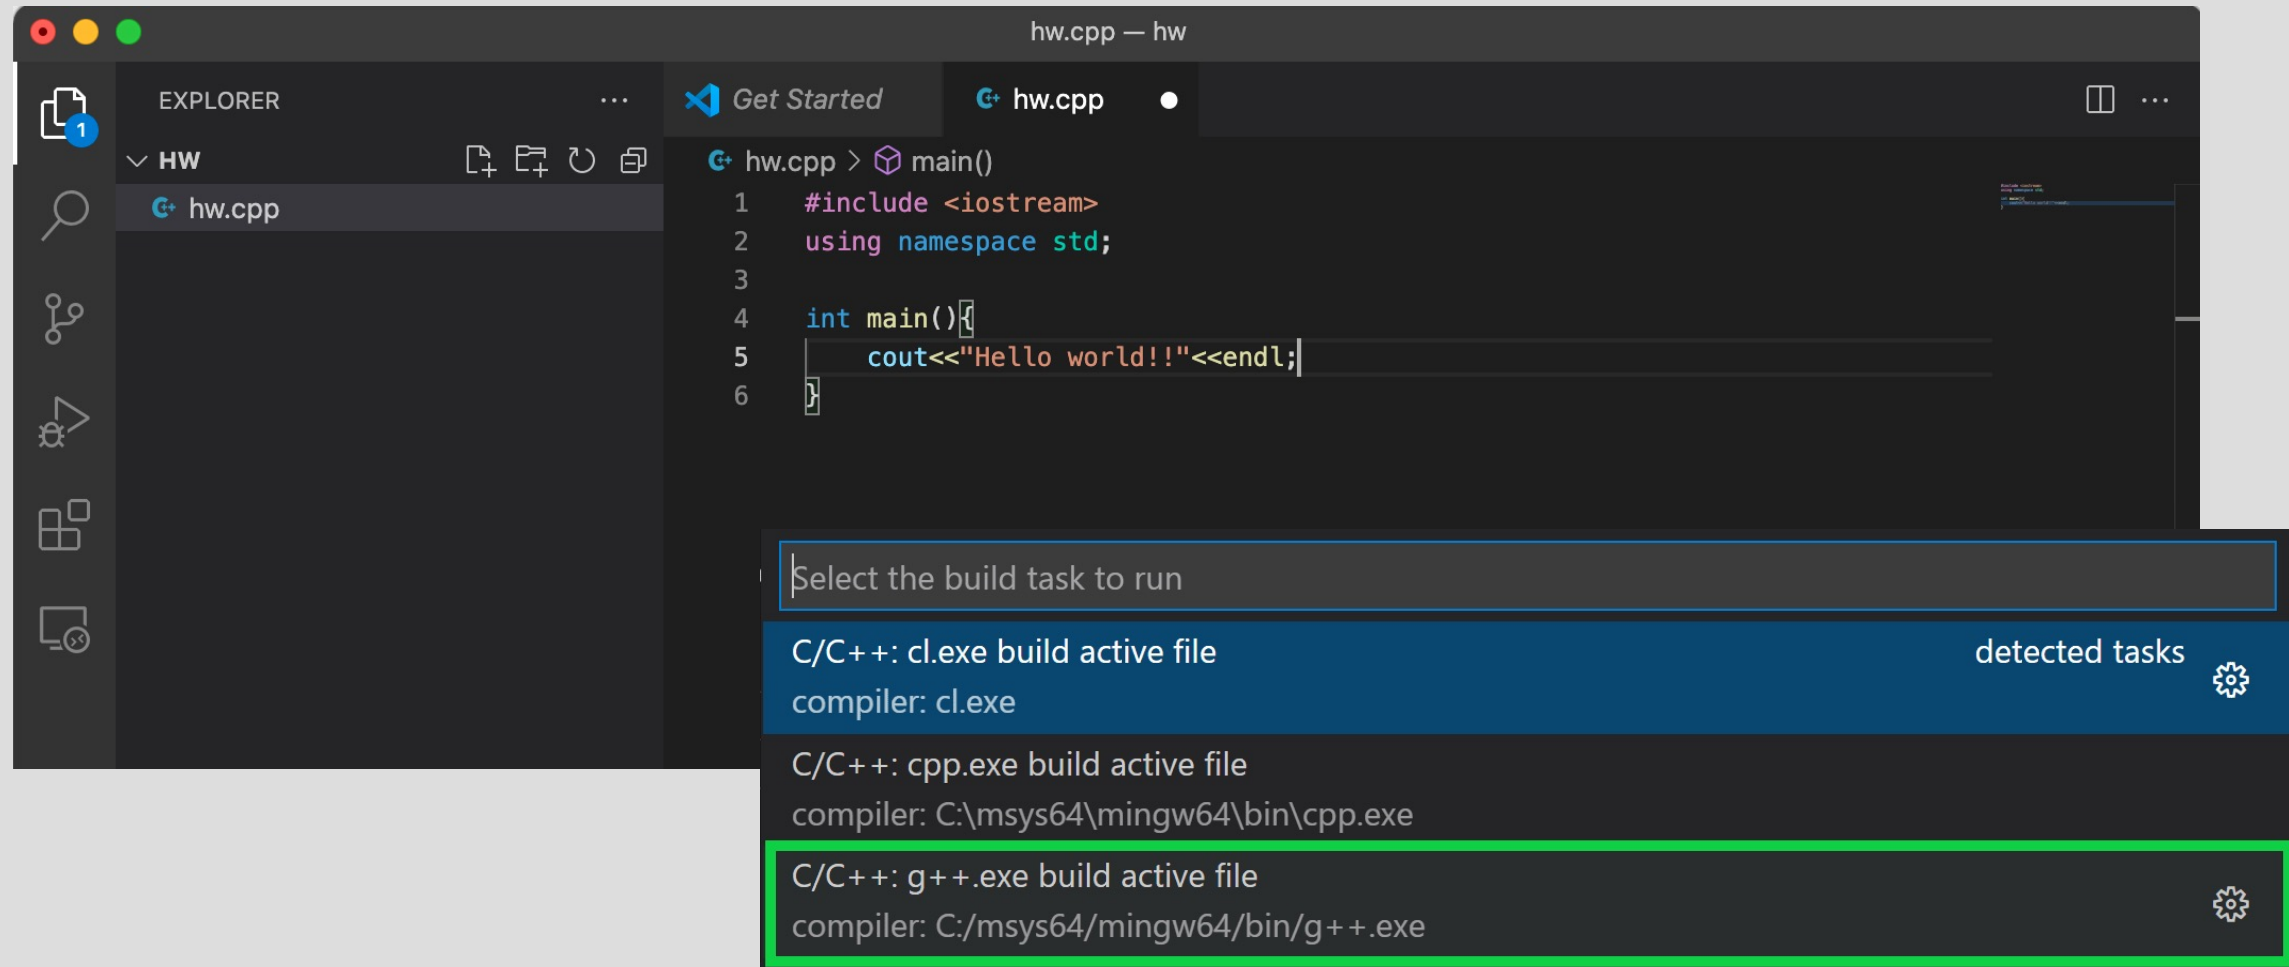 hw.cpp — hw
EXPLORER
1
HW
hw.cpp
Get Started
hw.cpp
hw.cpp > main()
1 #include <iostream>
2 using namespace std;
3
4 int main(){
5 cout<<"Hello world!!"<<endl;
6 }
Select the build task to run
C/C++: cl.exe build active file detected tasks
compiler: cl.exe
C/C++: cpp.exe build active file
compiler: C:\msys64\mingw64\bin\cpp.exe
C/C++: g++.exe build active file
compiler: C:/msys64/mingw64/bin/g++.exe